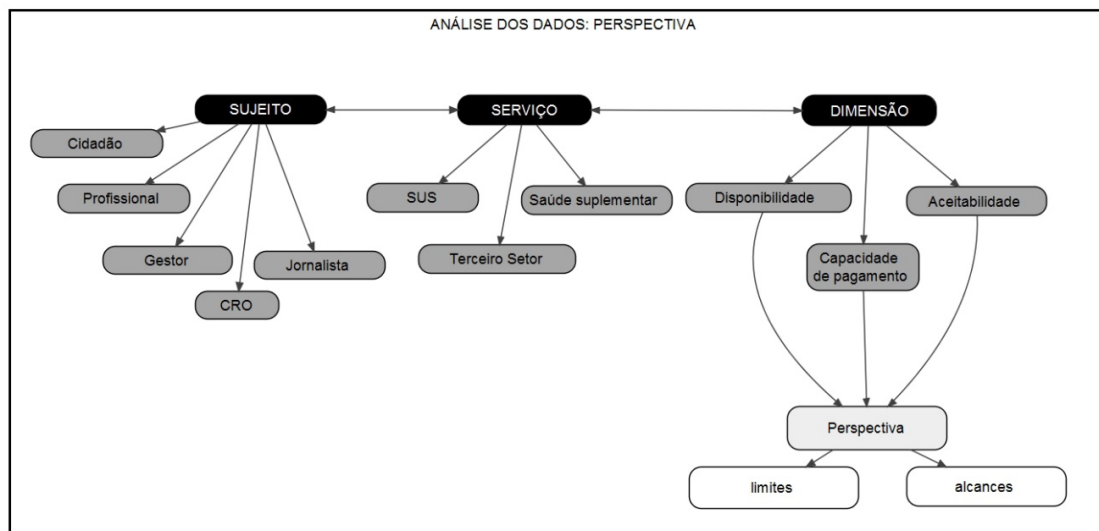 ANÁLISE DOS DADOS: PERSPECTIVA
SUJEITO
SERVIÇO
DIMENSÃO
Cidadão
Profissional
Gestor
CRO
Jornalista
SUS
Terceiro Setor
Saúde suplementar
Disponibilidade
Capacidade
de pagamento
Aceitabilidade
Perspectiva
limites
alcances